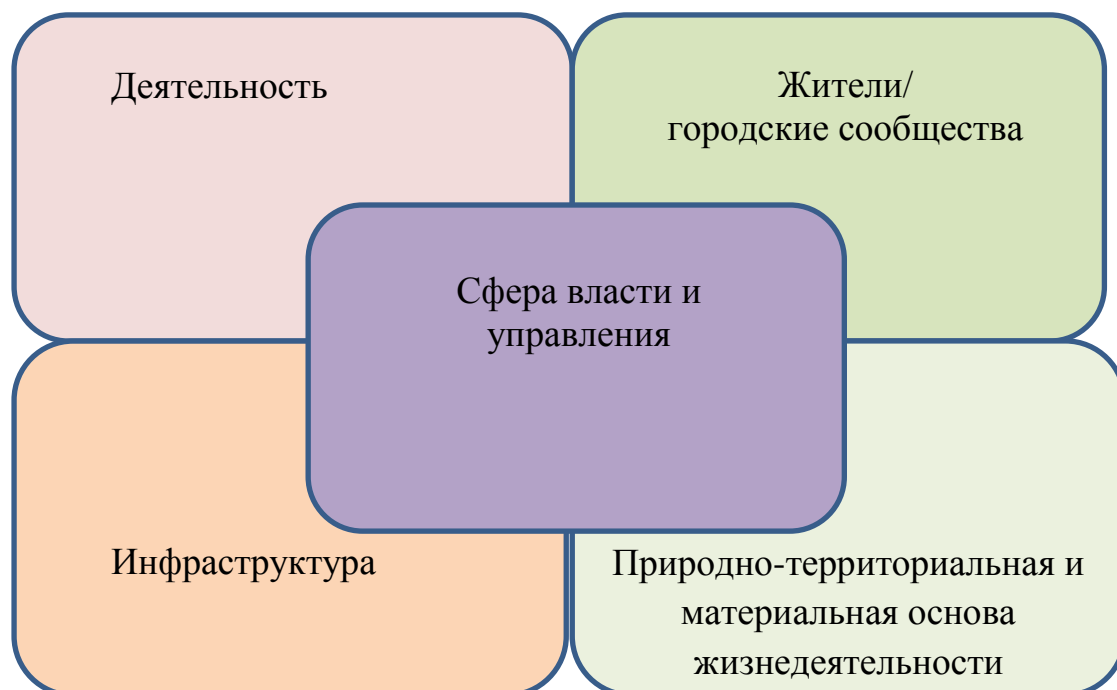 Деятельность
Жители/
городские сообщества
Сфера власти и
управления
Инфраструктура
Природно-территориальная и
материальная основа
жизнедеятельности